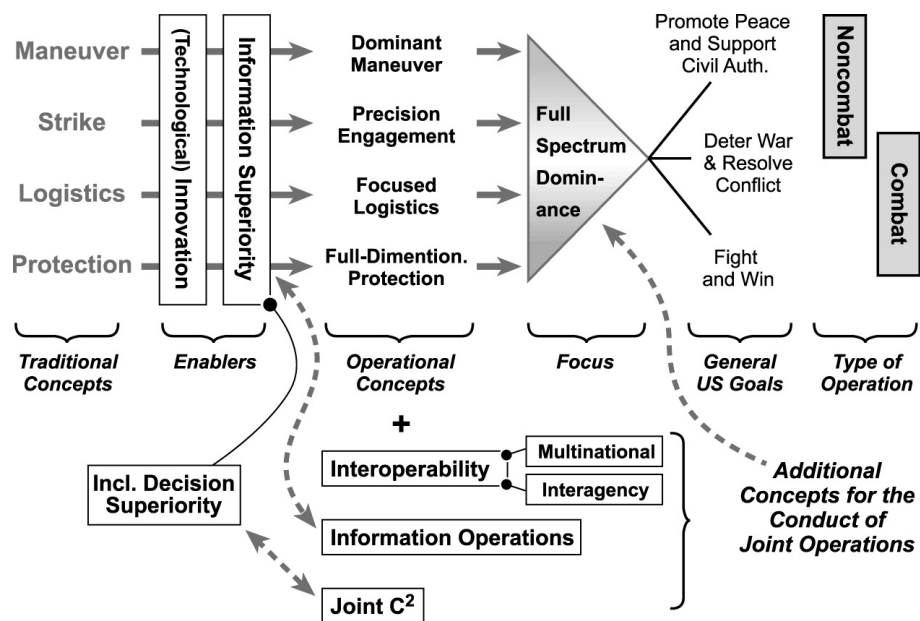 Maneuver
Strike
Logistics
Protection
(Technological) Innovation
Information Superiority
Dominant
Maneuver
Precision
Engagement
Focused
Logistics
Full-Dimention.
Protection
Full
Spectrum
Domin-
ance
Promote Peace
and Support
Civil Auth.
Deter War
& Resolve
Conflict
Fight
and Win
Noncombat
Combat
Traditional
Concepts
Enablers
Operational
Concepts
Focus
General
US Goals
Type of
Operation
+
Incl. Decision
Superiority
Interoperability
Multinational
Interagency
Information Operations
Joint C²
Additional
Concepts for the
Conduct of
Joint Operations